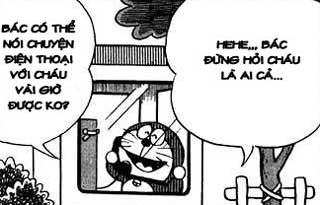 BÁC CÓ THỂ
NÓI CHUYỆN
ĐIỆN THOẠI
VỚI CHÁU
VÀI GIỜ
ĐƯỢC KO?
HEHE,,, BÁC
ĐỪNG HỎI CHÁU
LÀ AI CẢ...